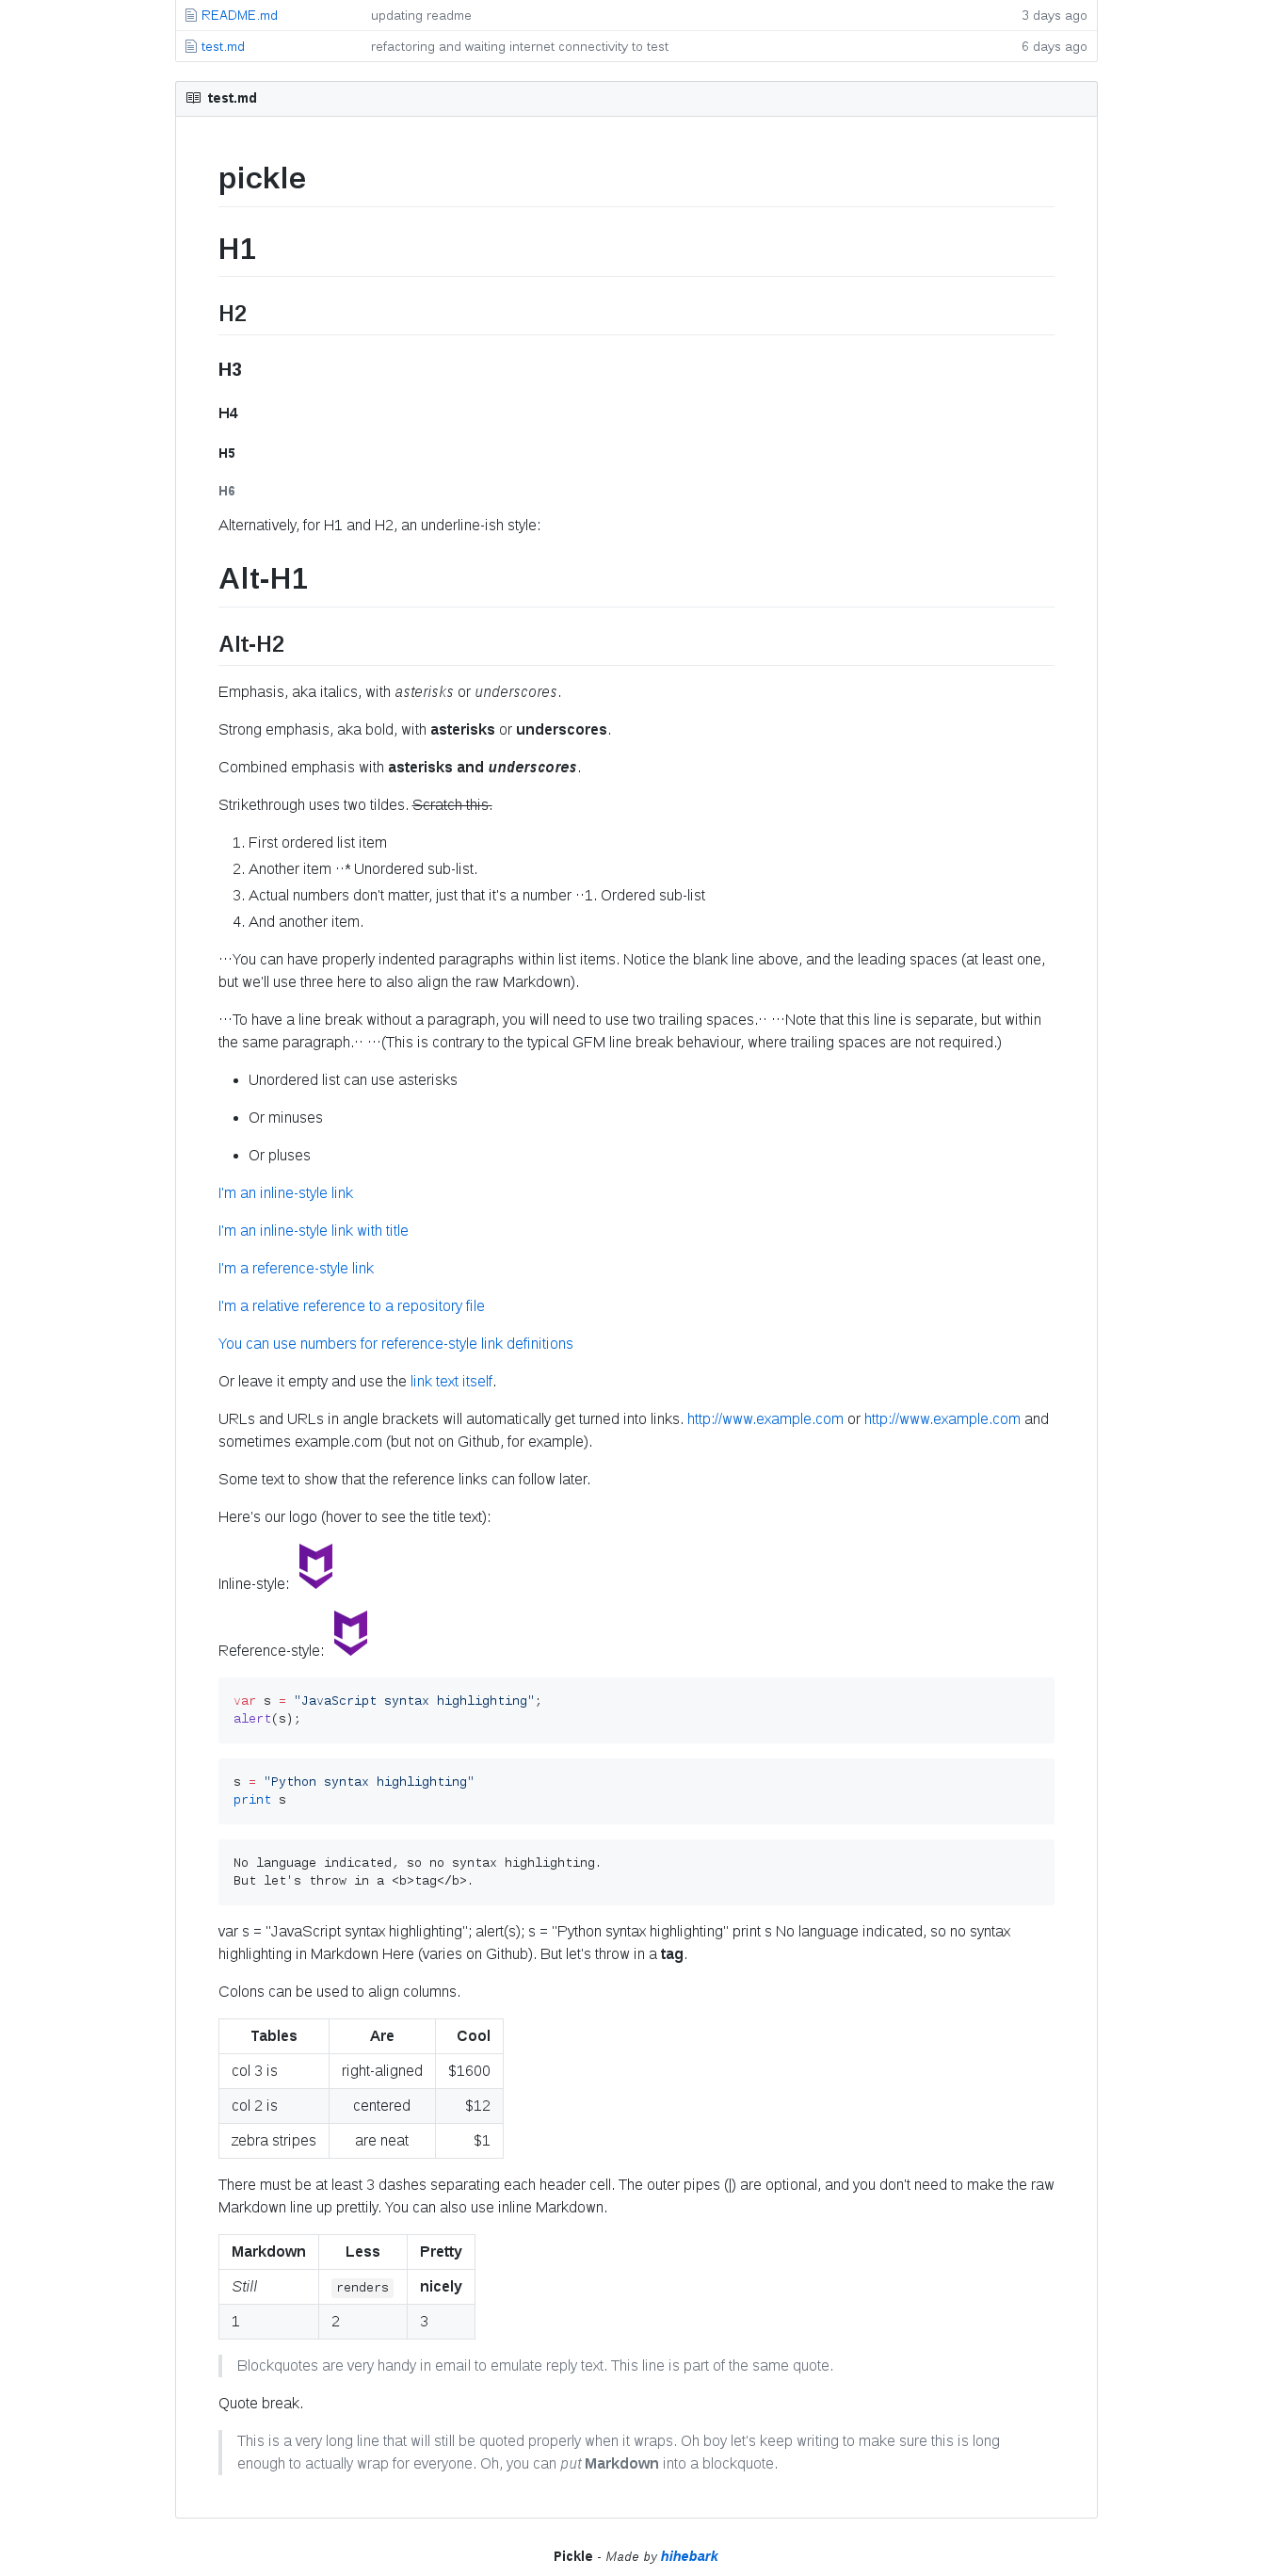 README.md updating readme 3 days ago
test.md refactoring and waiting internet connectivity to test 6 days ago
test.md
pickle
H1
H2
H3
H4
H5
H6
Alternatively, for H1 and H2, an underline-ish style:
Alt-H1
Alt-H2
Emphasis, aka italics, with asterisks or underscores.
Strong emphasis, aka bold, with asterisks or underscores.
Combined emphasis with asterisks and underscores.
Strikethrough uses two tildes. Scratch this.
1. First ordered list item
2. Another item ⋅⋅* Unordered sub-list.
3. Actual numbers don't matter, just that it's a number ⋅⋅1. Ordered sub-list
4. And another item.
⋅⋅⋅You can have properly indented paragraphs within list items. Notice the blank line above, and the leading spaces (at least one,
but we'll use three here to also align the raw Markdown).
⋅⋅⋅To have a line break without a paragraph, you will need to use two trailing spaces.⋅⋅ ⋅⋅⋅Note that this line is separate, but within
the same paragraph.⋅⋅ ⋅⋅⋅(This is contrary to the typical GFM line break behaviour, where trailing spaces are not required.)
• Unordered list can use asterisks
• Or minuses
• Or pluses
I'm an inline-style link
I'm an inline-style link with title
I'm a reference-style link
I'm a relative reference to a repository file
You can use numbers for reference-style link definitions
Or leave it empty and use the link text itself.
URLs and URLs in angle brackets will automatically get turned into links. http://www.example.com or http://www.example.com and
sometimes example.com (but not on Github, for example).
Some text to show that the reference links can follow later.
Here's our logo (hover to see the title text):
Inline-style:
Reference-style:
var s = "JavaScript syntax highlighting";
alert(s);
s = "Python syntax highlighting"
print s
No language indicated, so no syntax highlighting.
But let's throw in a <b>tag</b>.
var s = "JavaScript syntax highlighting"; alert(s); s = "Python syntax highlighting" print s No language indicated, so no syntax
highlighting in Markdown Here (varies on Github). But let's throw in a tag.
Colons can be used to align columns.
Tables Are Cool
col 3 is right-aligned $1600
col 2 is centered $12
zebra stripes are neat $1
There must be at least 3 dashes separating each header cell. The outer pipes (|) are optional, and you don't need to make the raw
Markdown line up prettily. You can also use inline Markdown.
Markdown Less Pretty
Still renders nicely
1 2 3
Blockquotes are very handy in email to emulate reply text. This line is part of the same quote.
Quote break.
This is a very long line that will still be quoted properly when it wraps. Oh boy let's keep writing to make sure this is long
enough to actually wrap for everyone. Oh, you can put Markdown into a blockquote.
Pickle - Made by hihebark